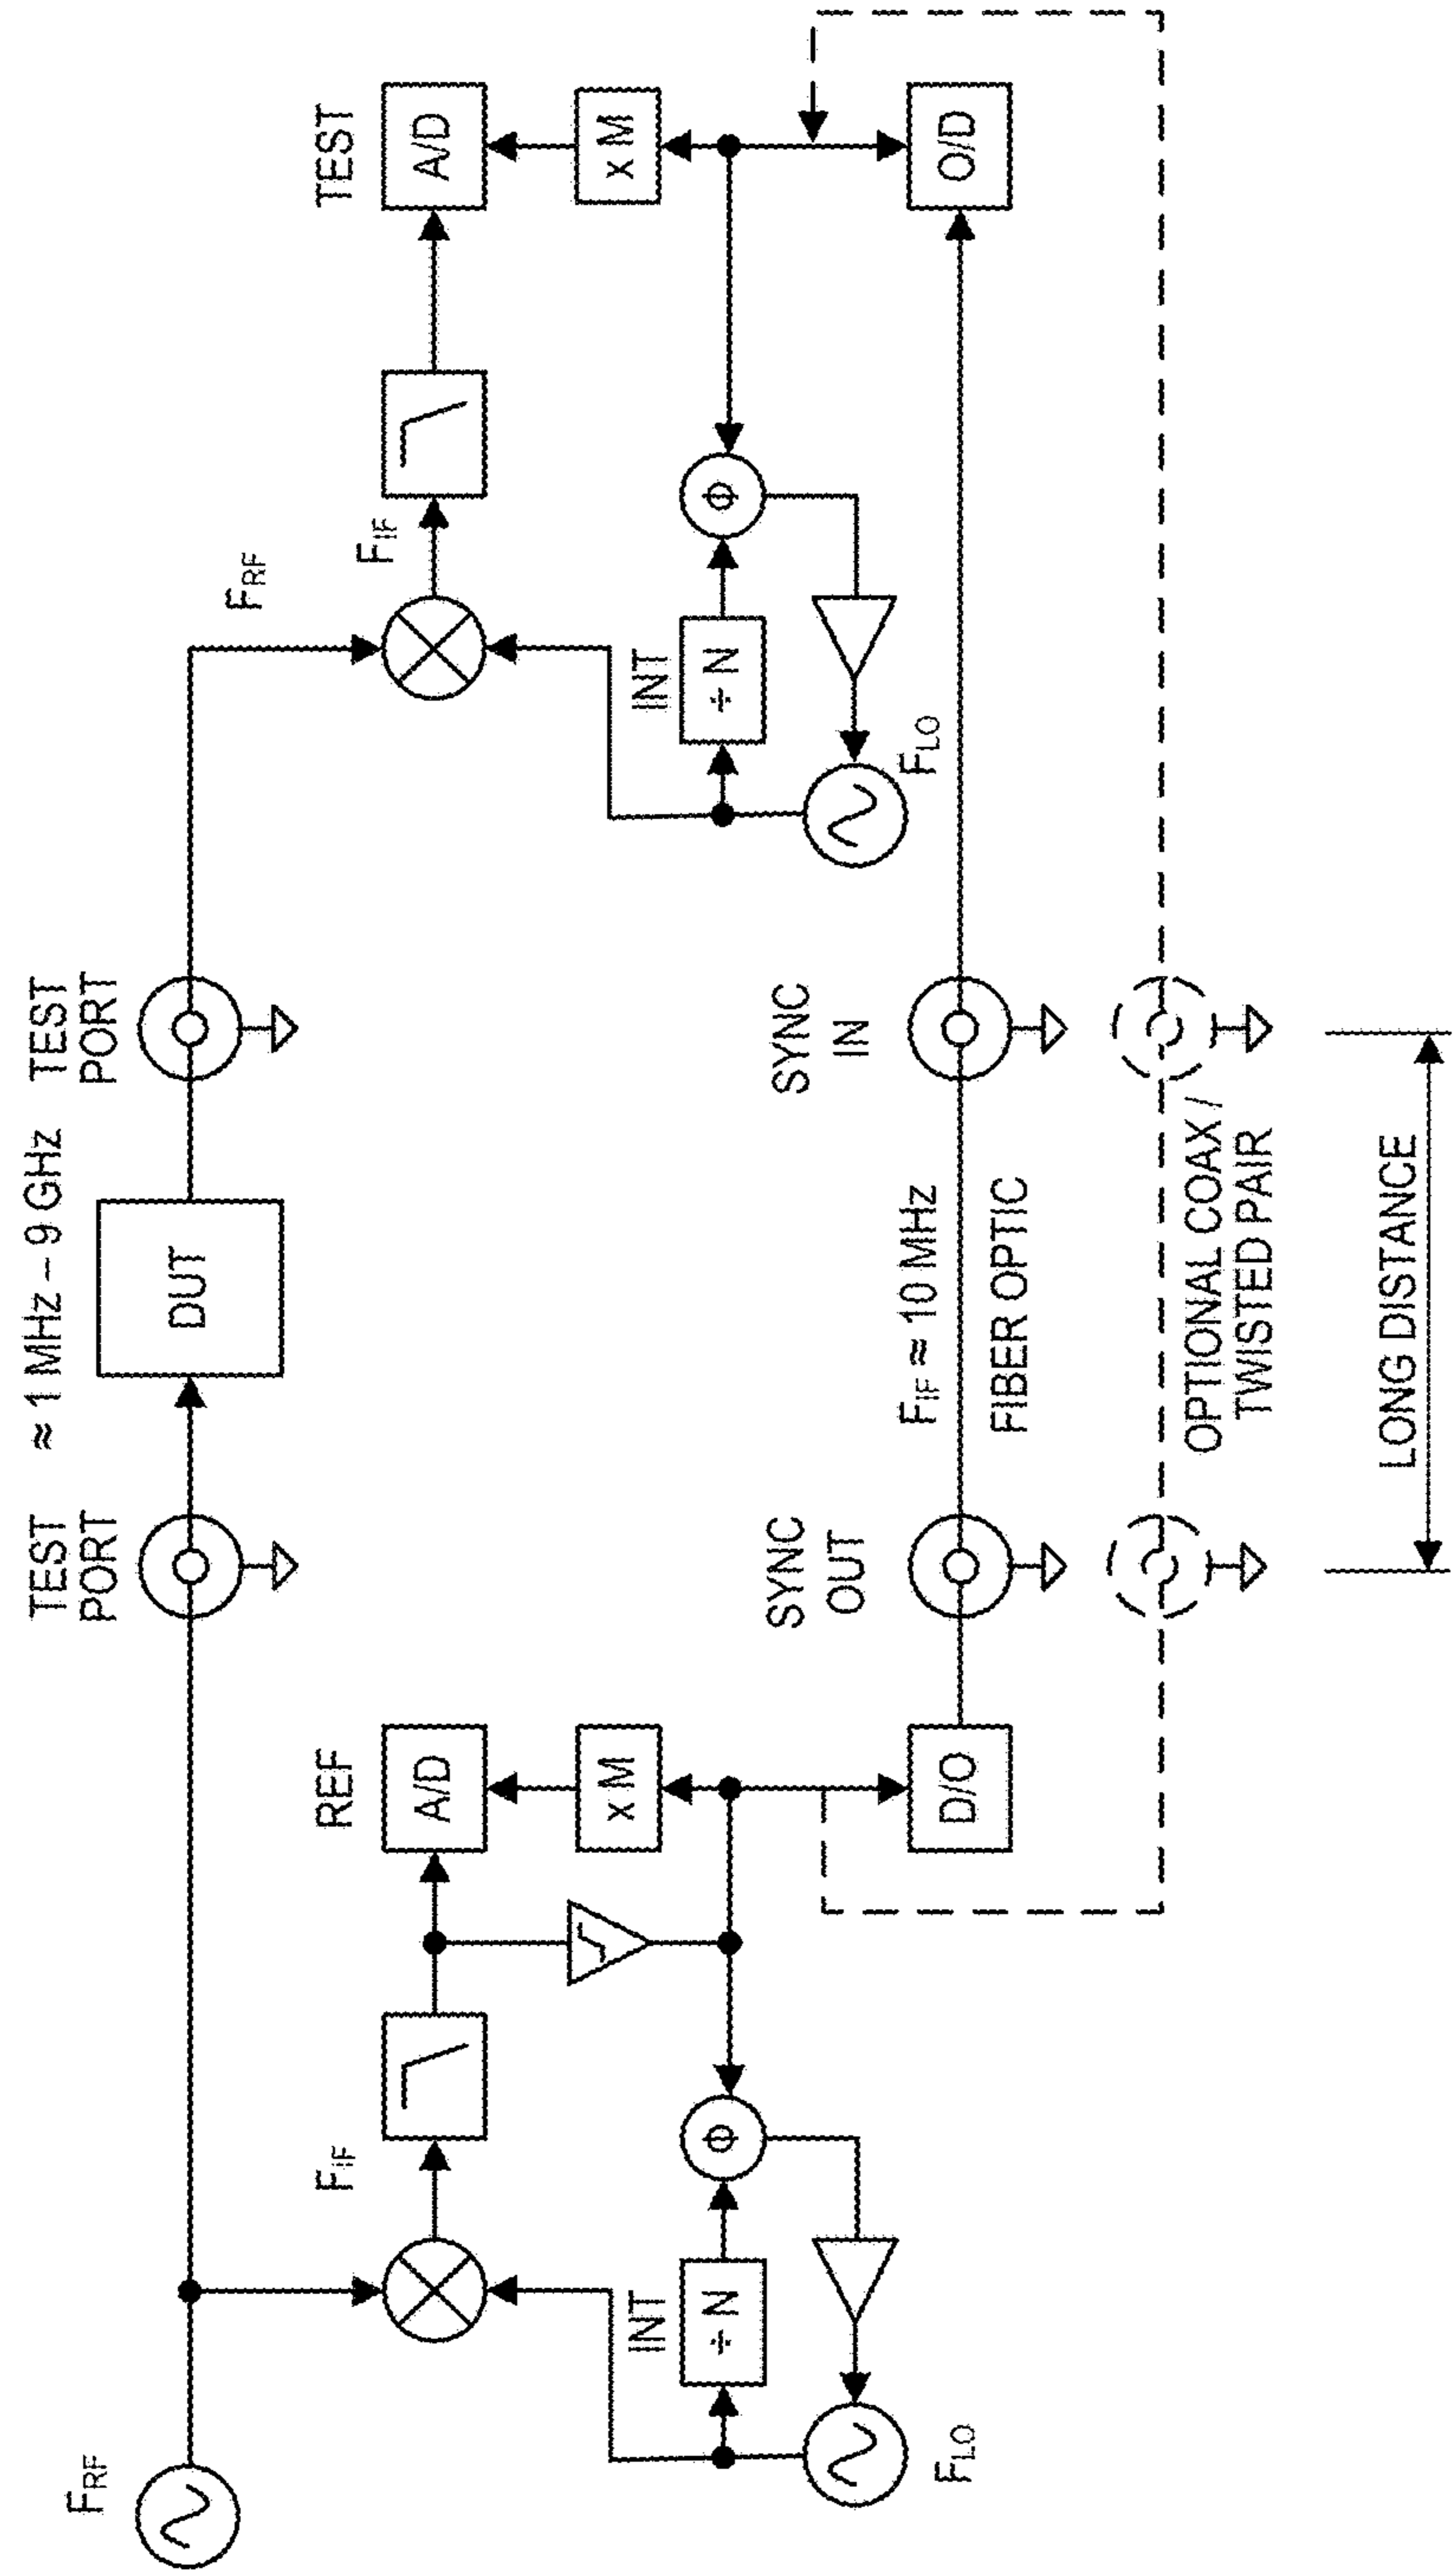 F_RF
TEST
PORT
≈ 1 MHz – 9 GHz
DUT
TEST
PORT
F_RF
F_IF
REF
A/D
F_IF
TEST
A/D
INT
÷ N
Φ
x M
INT
÷ N
Φ
x M
F_LO
D/O
SYNC
OUT
F_IF ≈ 10 MHz
FIBER OPTIC
SYNC
IN
F_LO
O/D
OPTIONAL COAX /
TWISTED PAIR
LONG DISTANCE